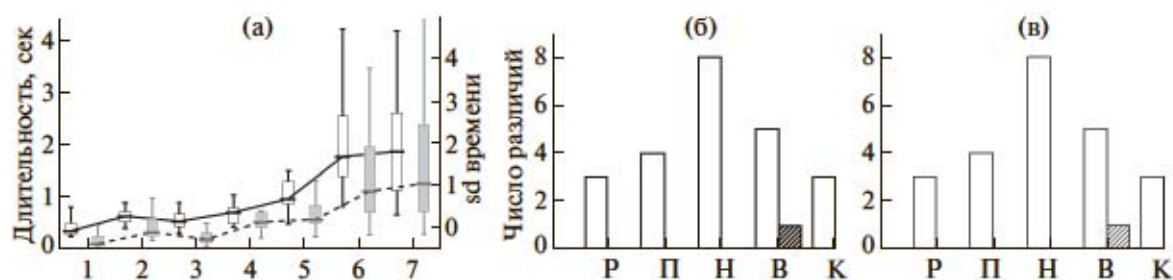 (а)
Длительность, сек
4
3
2
1
0
1 2 3 4 5 6 7
4
3
2
1
0
sd времени
(б)
Число различий
8
6
4
2
0
Р П Н В К
(в)
8
6
4
2
0
Р П Н В К